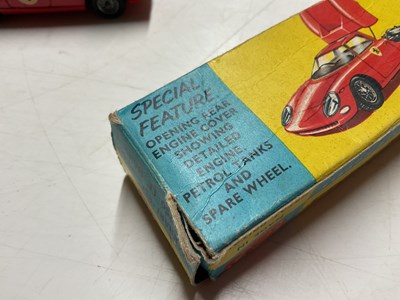 SPECIAL
FEATURE
OPENING REAR
ENGINE COVER
SHOWING
DETAILED
ENGINE,
PETROL TANKS
AND
SPARE WHEEL.